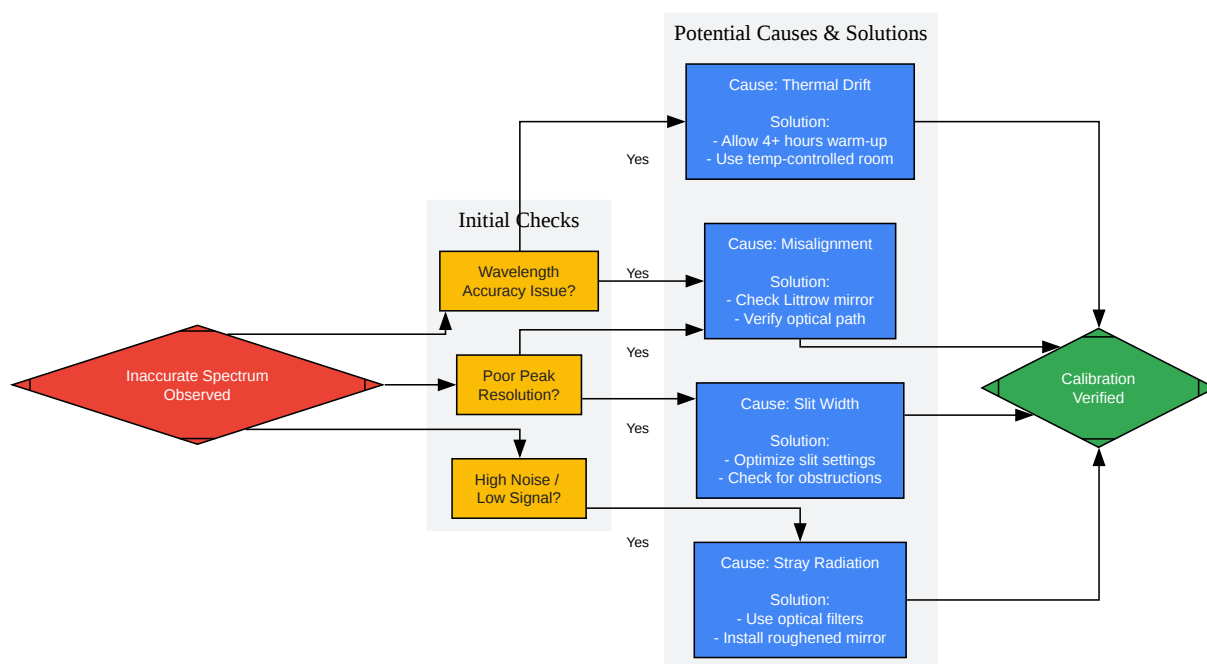 Potential Causes & Solutions
Cause: Thermal Drift
Solution:
- Allow 4+ hours warm-up
- Use temp-controlled room
Yes
Initial Checks
Wavelength
Accuracy Issue?
Yes
Cause: Misalignment
Solution:
- Check Littrow mirror
- Verify optical path
Inaccurate Spectrum
Observed
Poor Peak
Resolution?
Yes
Calibration
Verified
Cause: Slit Width
Solution:
- Optimize slit settings
- Check for obstructions
Yes
High Noise /
Low Signal?
Yes
Cause: Stray Radiation
Solution:
- Use optical filters
- Install roughened mirror